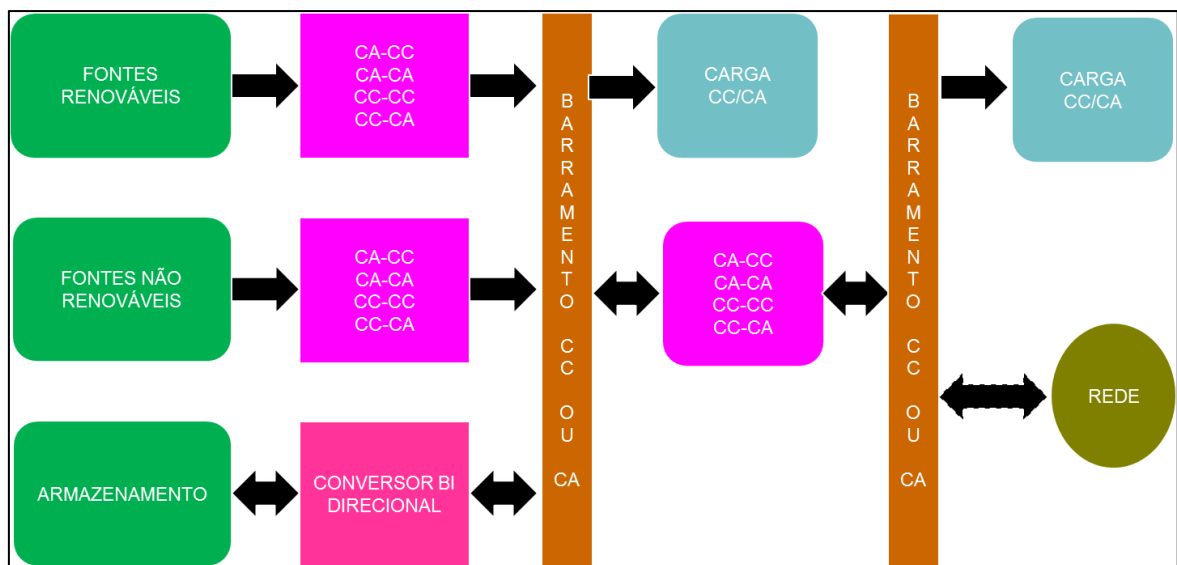 FONTES
RENOVÁVEIS
CA-CC
CA-CA
CC-CC
CC-CA
BARRAMENTO CC OU CA
CARGA
CC/CA
BARRAMENTO CC OU CA
CARGA
CC/CA
FONTES NÃO
RENOVÁVEIS
CA-CC
CA-CA
CC-CC
CC-CA
CA-CC
CA-CA
CC-CC
CC-CA
REDE
ARMAZENAMENTO
CONVERSOR BI
DIRECIONAL